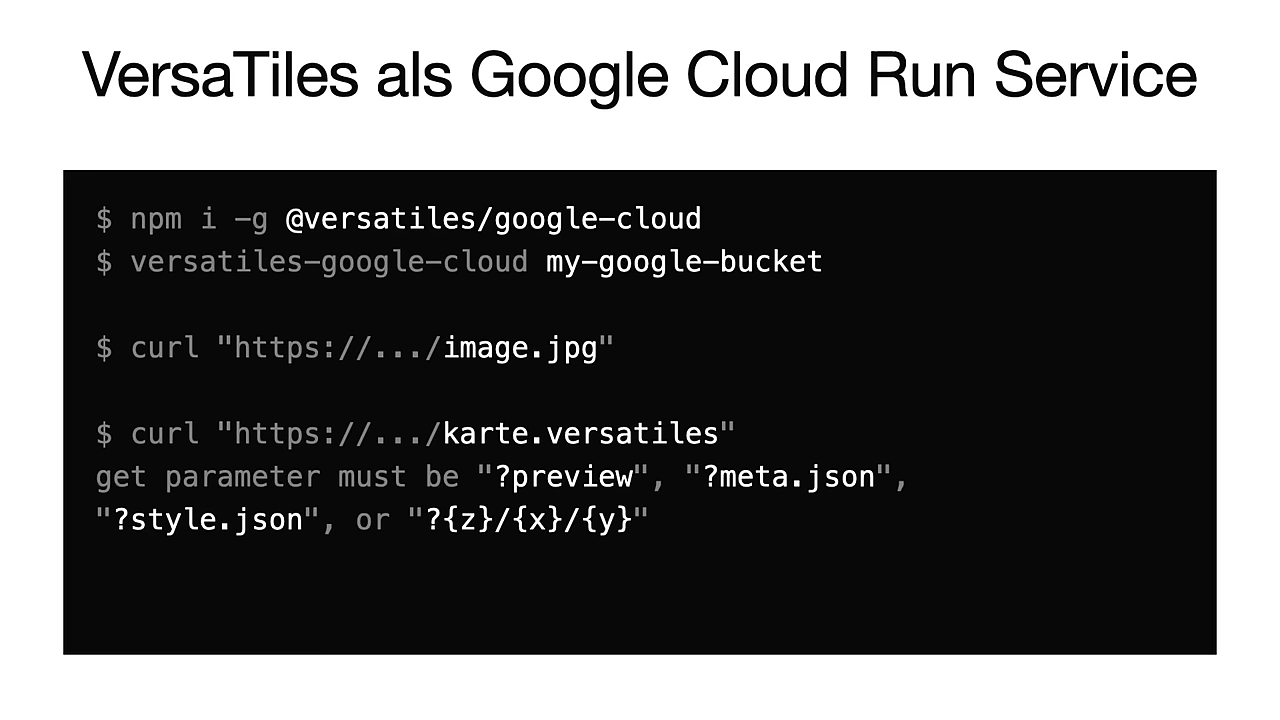 VersaTiles als Google Cloud Run Service
$ npm i -g @versatiles/google-cloud
$ versatiles-google-cloud my-google-bucket
$ curl "https://.../image.jpg"
$ curl "https://.../karte.versatiles"
get parameter must be "?preview", "?meta.json",
"?style.json", or "?{z}/{x}/{y}"